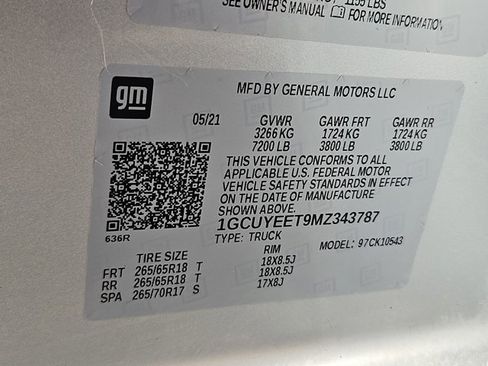 1195 LBS
SEE OWNER'S MANUAL FOR MORE INFORMATION
gm
MFD BY GENERAL MOTORS LLC
05/21 GVWR GAWR FRT GAWR RR
3266 KG 1724 KG 1724 KG
7200 LB 3800 LB 3800 LB
THIS VEHICLE CONFORMS TO ALL
APPLICABLE U.S. FEDERAL MOTOR
VEHICLE SAFETY STANDARDS IN EFFECT
ON THE DATE OF MANUFACTURE
SHOWN ABOVE.
1GCUYEET9MZ343787
TYPE: TRUCK MODEL: 97CK10543
636R
TIRE SIZE RIM
FRT 265/65R18 T 18X8.5J
RR 265/65R18 T 18X8.5J
SPA 265/70R17 S 17X8J